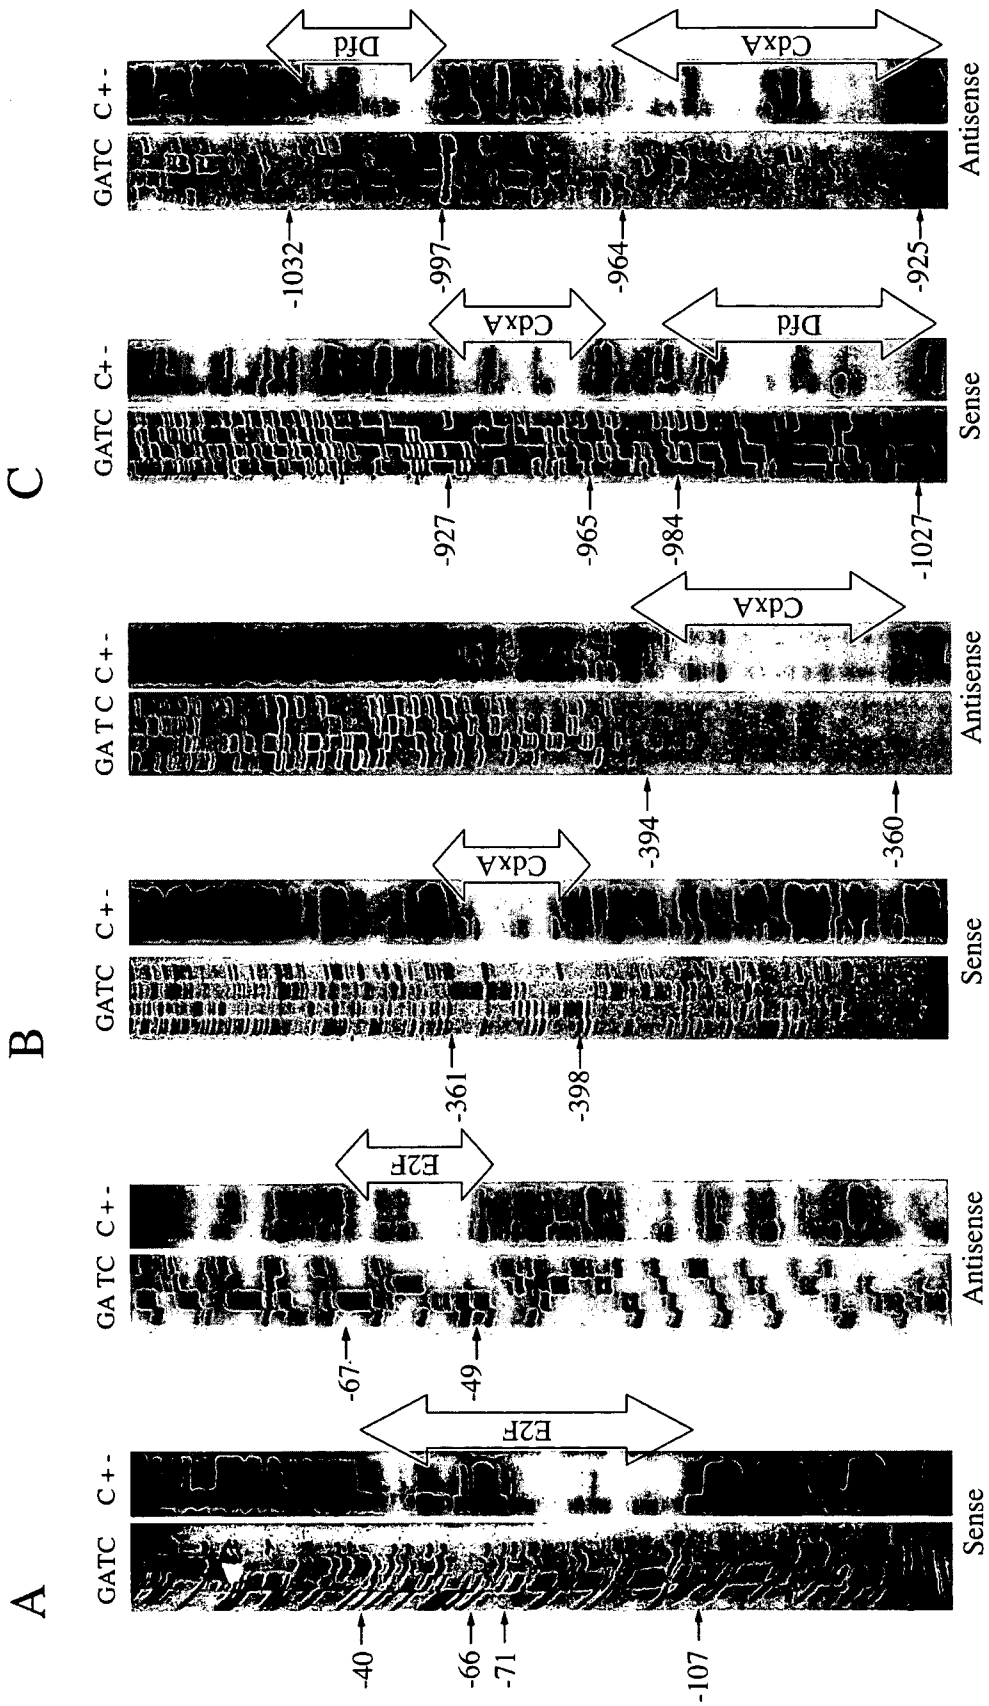 A
GATC C + -
-40
-66
-71
-107
E2F
Sense
GA TC C + -
-67
-49
E2F
Antisense
B
GATC C + -
-361
-398
CdxA
Sense
GA T C C + -
-394
-360
CdxA
Antisense
C
GATC C + -
-927
-965
-984
-1027
CdxA
Dfd
Sense
GATC C + -
-1032
-997
-964
-925
Dfd
CdxA
Antisense